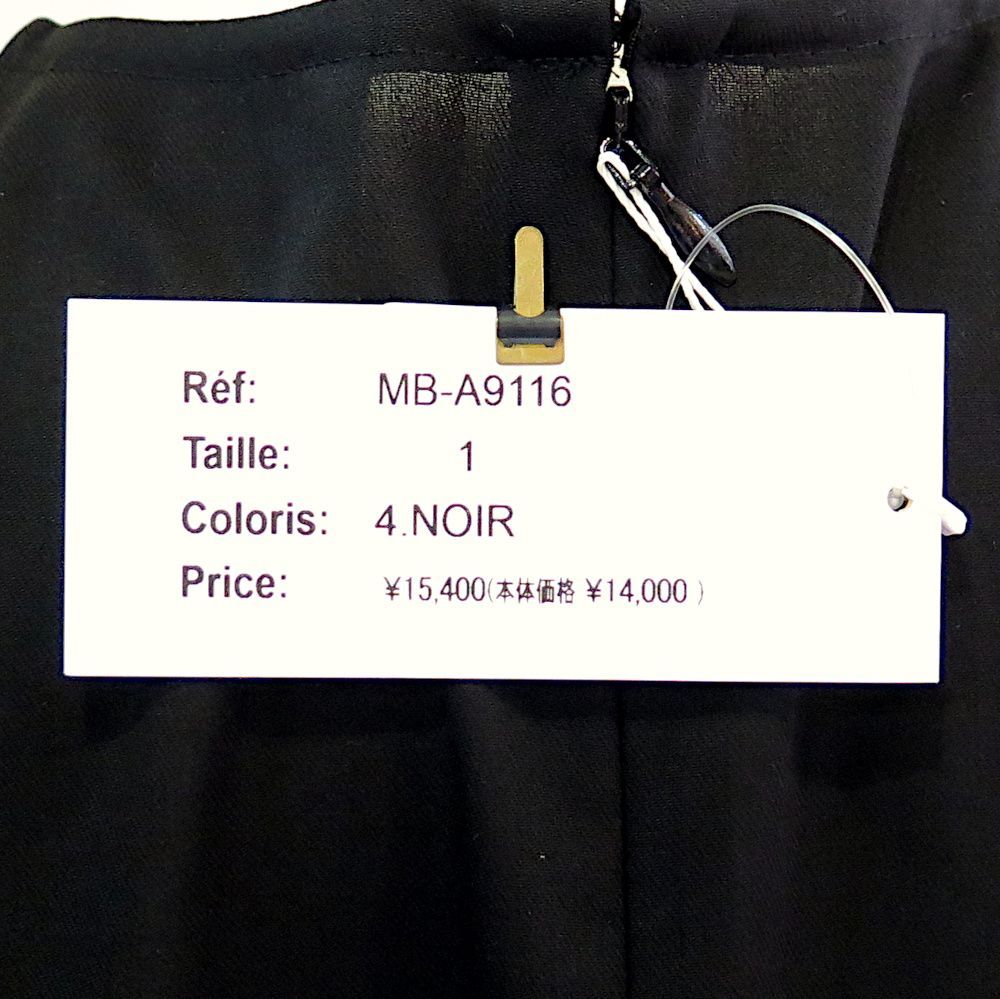 Réf: MB-A9116
Taille: 1
Coloris: 4.NOIR
Price: ¥15,400(本体価格 ¥14,000 )